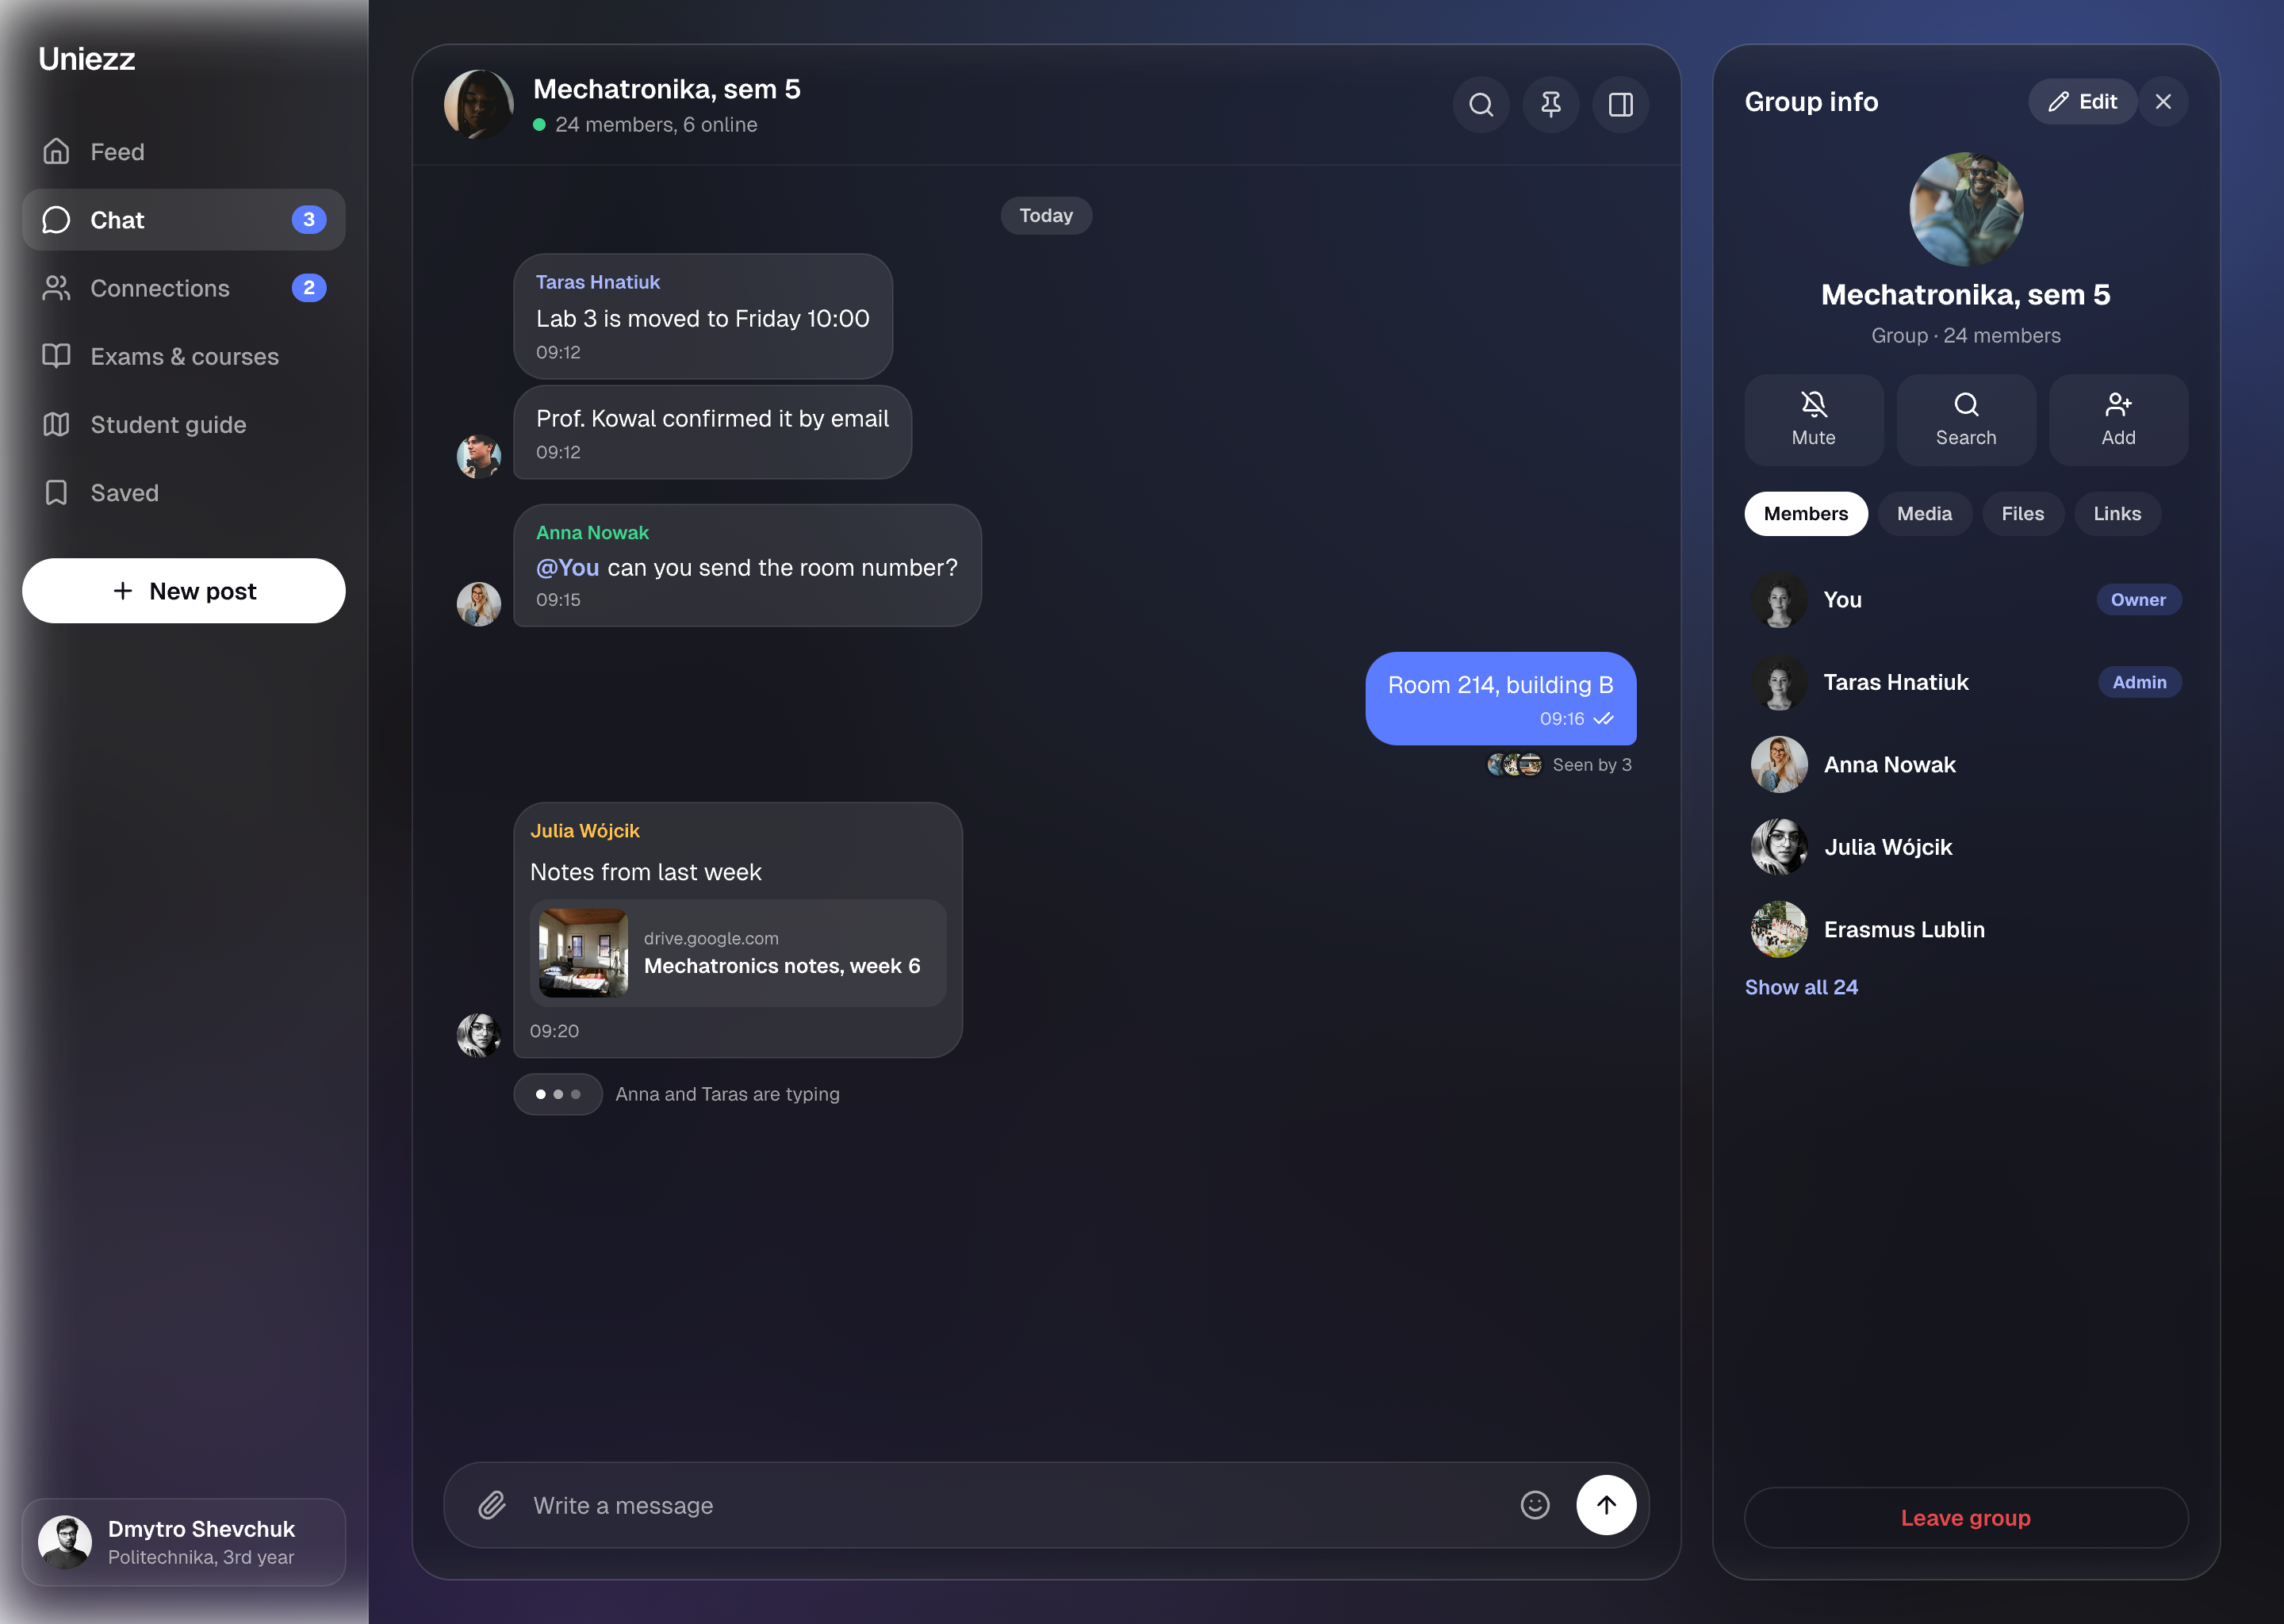 Uniezz
Feed
Chat 3
Connections 2
Exams & courses
Student guide
Saved
New post
Dmytro Shevchuk
Politechnika, 3rd year
Mechatronika, sem 5
24 members, 6 online
Today
Taras Hnatiuk
Lab 3 is moved to Friday 10:00
09:12
Prof. Kowal confirmed it by email
09:12
Anna Nowak
@You can you send the room number?
09:15
Room 214, building B
09:16
Seen by 3
Julia Wójcik
Notes from last week
drive.google.com
Mechatronics notes, week 6
09:20
Anna and Taras are typing
Write a message
Group info
Edit
Mechatronika, sem 5
Group · 24 members
Mute Search Add
Members Media Files Links
You Owner
Taras Hnatiuk Admin
Anna Nowak
Julia Wójcik
Erasmus Lublin
Show all 24
Leave group